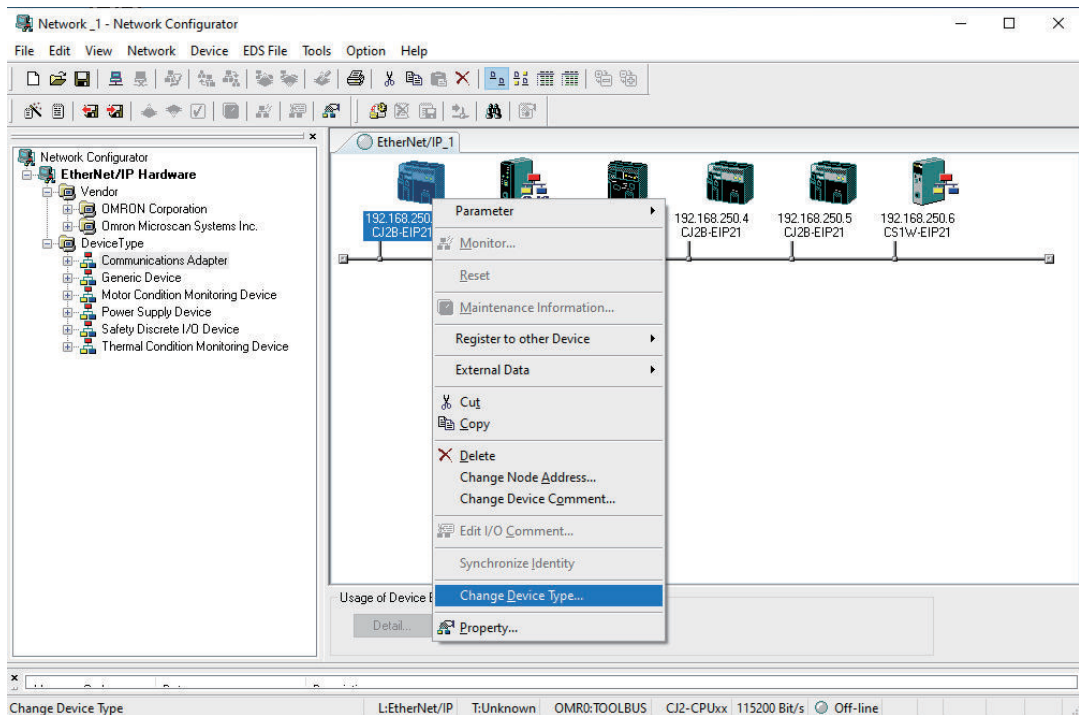 Network _1 - Network Configurator
File Edit View Network Device EDS File Tools Option Help
Network Configurator
EtherNet/IP Hardware
Vendor
OMRON Corporation
Omron Microscan Systems Inc.
DeviceType
Communications Adapter
Generic Device
Motor Condition Monitoring Device
Power Supply Device
Safety Discrete I/O Device
Thermal Condition Monitoring Device
EtherNet/IP_1
192.168.250.
CJ2B-EIP21
192.168.250.4
CJ2B-EIP21
192.168.250.5
CJ2B-EIP21
192.168.250.6
CS1W-EIP21
Parameter
Monitor...
Reset
Maintenance Information...
Register to other Device
External Data
Cut
Copy
Delete
Change Node Address...
Change Device Comment...
Edit I/O Comment...
Synchronize Identity
Change Device Type...
Property...
Usage of Device
Detail...
Change Device Type
L:EtherNet/IP T:Unknown OMR0:TOOLBUS CJ2-CPUxx 115200 Bit/s Off-line